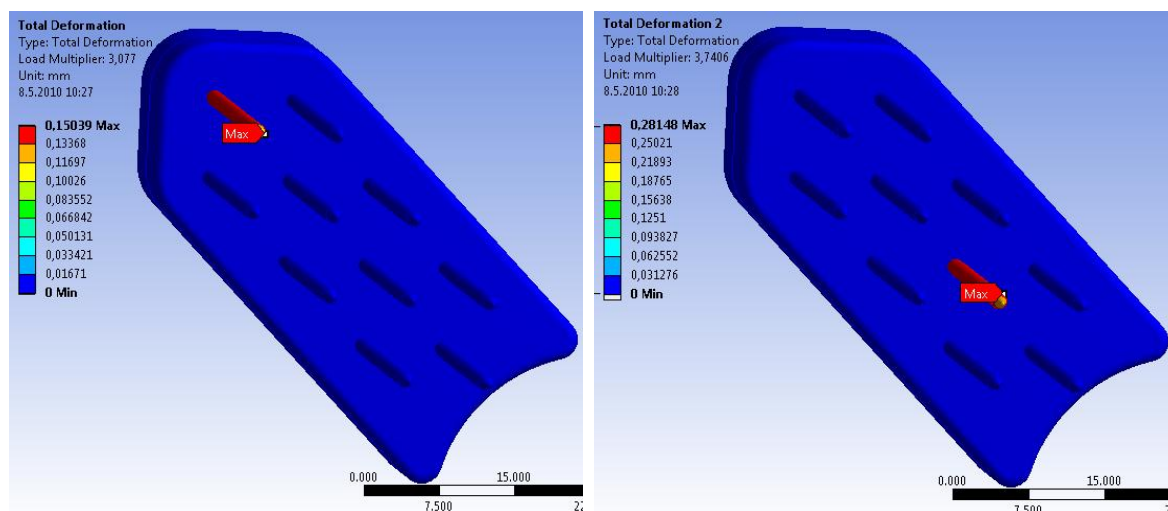 Total Deformation
Type: Total Deformation
Load Multiplier: 3,077
Unit: mm
8.5.2010 10:27
0,15039 Max
0,13368
0,11697
0,10026
0,083552
0,066842
0,050131
0,033421
0,01671
0 Min
Max
0.000
15.000
7.500
22
Total Deformation 2
Type: Total Deformation
Load Multiplier: 3,7406
Unit: mm
8.5.2010 10:28
0,28148 Max
0,25021
0,21893
0,18765
0,15638
0,1251
0,093827
0,062552
0,031276
0 Min
Max
0.000
15.000
7.500